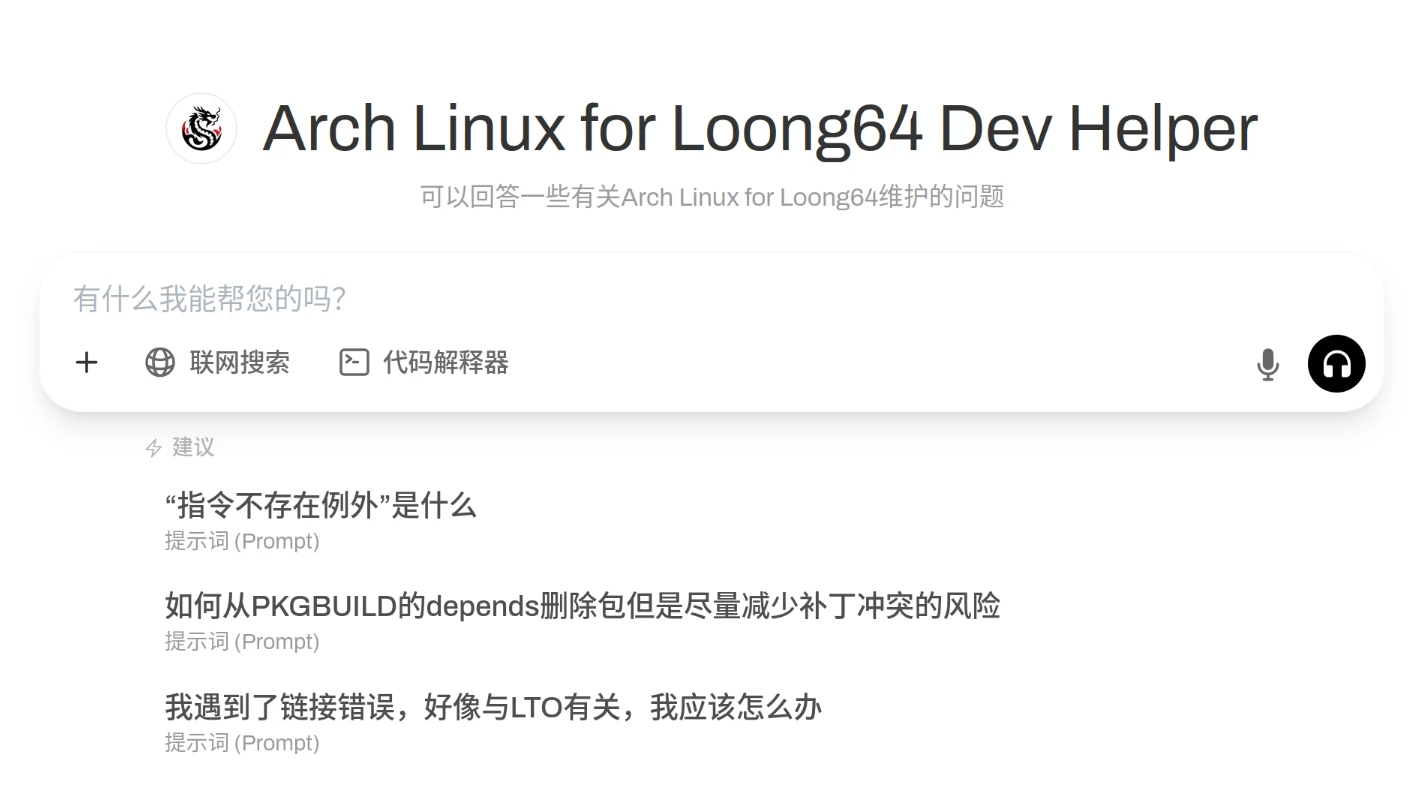 Arch Linux for Loong64 Dev Helper
可以回答一些有关Arch Linux for Loong64维护的问题
有什么我能帮您的吗?
联网搜索 代码解释器
建议
“指令不存在例外”是什么
提示词 (Prompt)
如何从PKGBUILD的depends删除包但是尽量减少补丁冲突的风险
提示词 (Prompt)
我遇到了链接错误，好像与LTO有关，我应该怎么办
提示词 (Prompt)